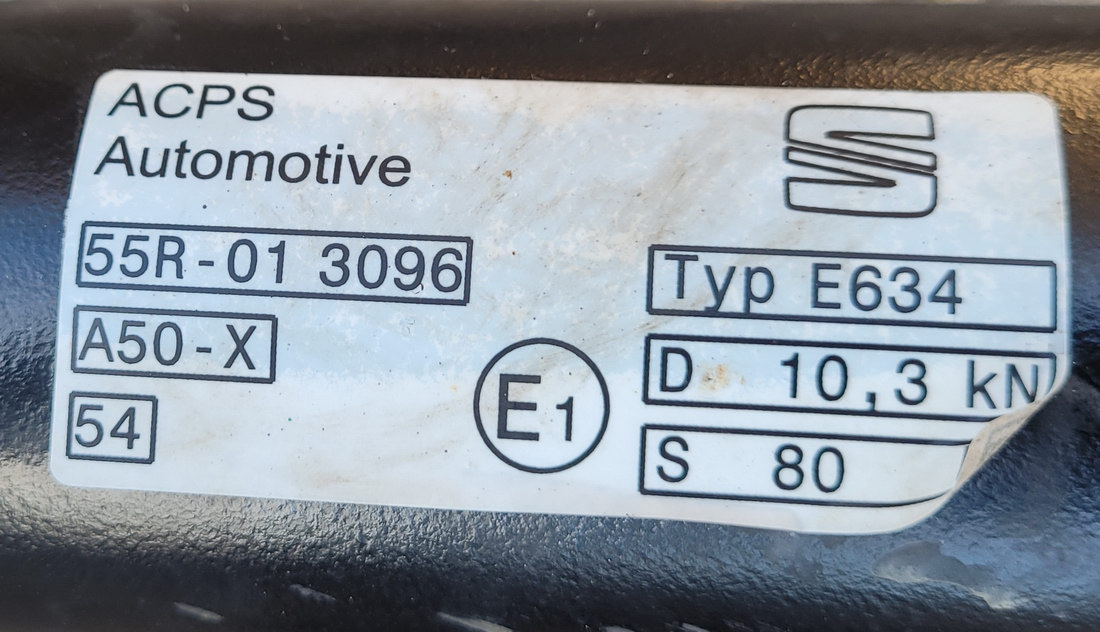 ACPS
Automotive
55R-01 3096
A50-X
54
E1
Typ E634
D 10,3 kN
S 80